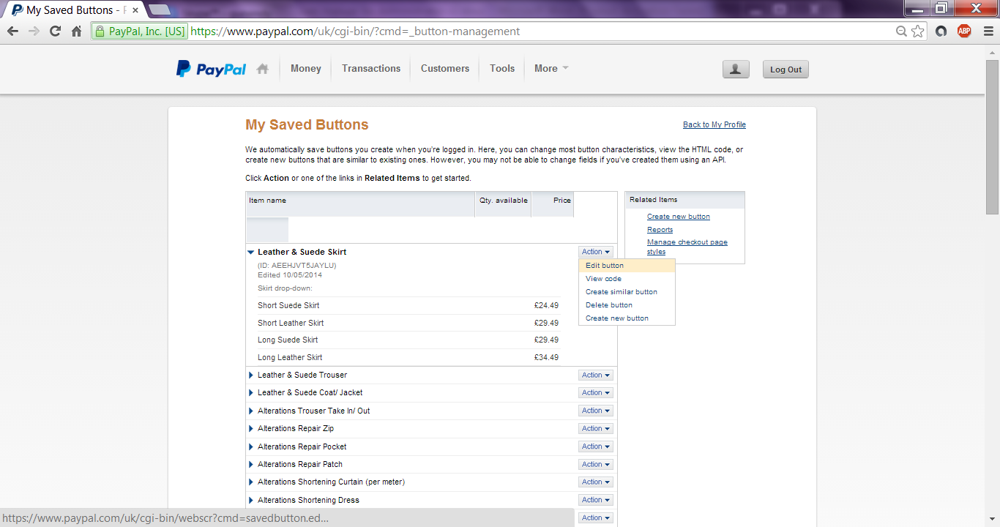 My Saved Buttons - P
PayPal, Inc. [US] https://www.paypal.com/uk/cgi-bin/?cmd=_button-management
ABP
PayPal Money Transactions Customers Tools More Log Out
My Saved Buttons
Back to My Profile
We automatically save buttons you create when you're logged in. Here, you can change most button characteristics, view the HTML code, or
create new buttons that are similar to existing ones. However, you may not be able to change fields if you've created them using an API.
Click Action or one of the links in Related Items to get started.
Item name Qty. available Price
Related Items
Create new button
Reports
Manage checkout page
styles
Leather & Suede Skirt Action
(ID: AEEHJVT5JAYLU)
Edited 10/05/2014
Skirt drop-down:
Short Suede Skirt £24.49
Short Leather Skirt £29.49
Long Suede Skirt £29.49
Long Leather Skirt £34.49
Edit button
View code
Create similar button
Delete button
Create new button
Leather & Suede Trouser Action
Leather & Suede Coat/ Jacket Action
Alterations Trouser Take In/ Out Action
Alterations Repair Zip Action
Alterations Repair Pocket Action
Alterations Repair Patch Action
Alterations Shortening Curtain (per meter) Action
Alterations Shortening Dress Action
Action
https://www.paypal.com/uk/cgi-bin/webscr?cmd=savedbutton.ed...